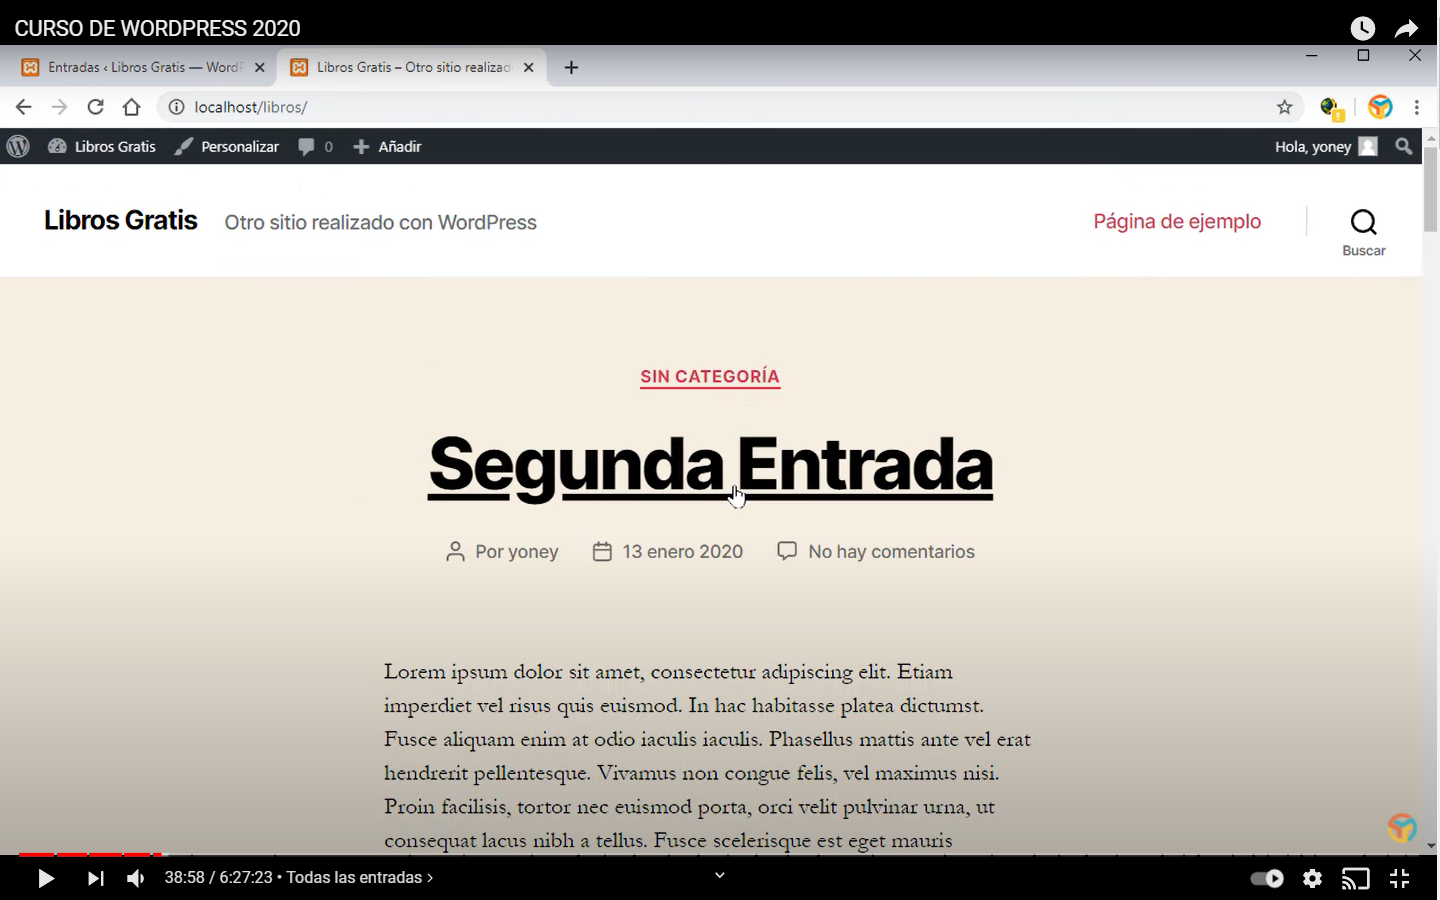 CURSO DE WORDPRESS 2020
Entradas ‹ Libros Gratis — WordP
Libros Gratis – Otro sitio realizad
localhost/libros/
Libros Gratis
Personalizar
0
Añadir
Hola, yoney
Libros Gratis
Otro sitio realizado con WordPress
Página de ejemplo
Buscar
SIN CATEGORÍA
Segunda Entrada
Por yoney
13 enero 2020
No hay comentarios
Lorem ipsum dolor sit amet, consectetur adipiscing elit. Etiam
imperdiet vel risus quis euismod. In hac habitasse platea dictumst.
Fusce aliquam enim at odio iaculis iaculis. Phasellus mattis ante vel erat
hendrerit pellentesque. Vivamus non congue felis, vel maximus nisi.
Proin facilisis, tortor nec euismod porta, orci velit pulvinar urna, ut
consequat lacus nibh a tellus. Fusce scelerisque est eget mauris
38:58 / 6:27:23 • Todas las entradas ›